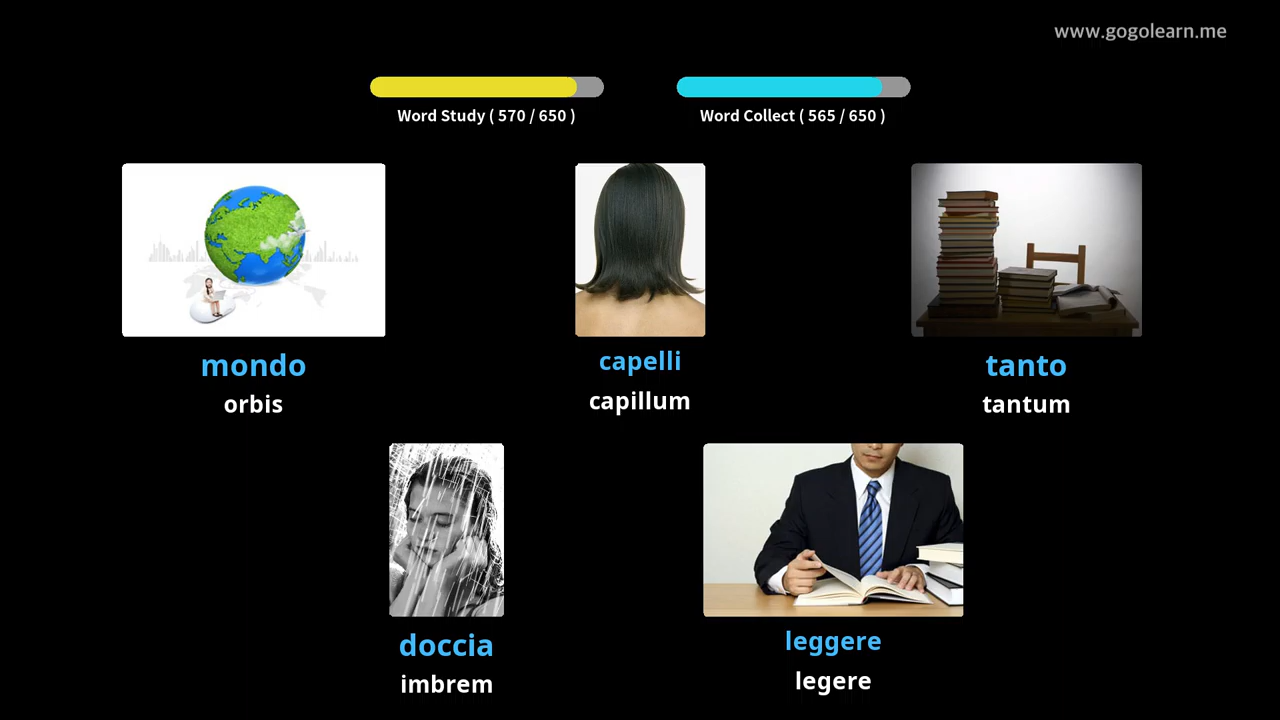 www.gogolearn.me
Word Study ( 570 / 650 )
Word Collect ( 565 / 650 )
mondo
orbis
capelli
capillum
tanto
tantum
doccia
imbrem
leggere
legere